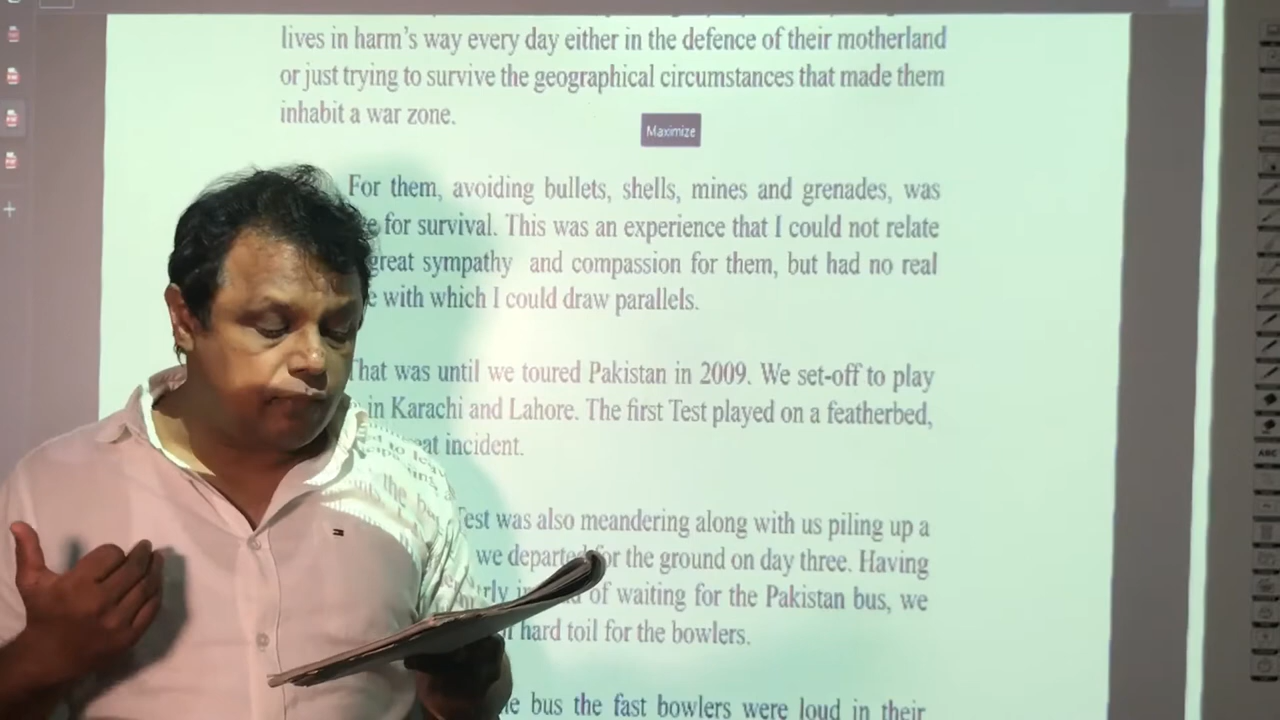 lives in harm's way every day either in the defence of their motherland
or just trying to survive the geographical circumstances that made them
inhabit a war zone.
Maximize
For them, avoiding bullets, shells, mines and grenades, was
for survival. This was an experience that I could not relate
great sympathy and compassion for them, but had no real
with which I could draw parallels.
That was until we toured Pakistan in 2009. We set-off to play
in Karachi and Lahore. The first Test played on a featherbed,
incident.
Test was also meandering along with us piling up a
we departed for the ground on day three. Having
of waiting for the Pakistan bus, we
hard toil for the bowlers.
bus the fast bowlers were loud in their
ABC